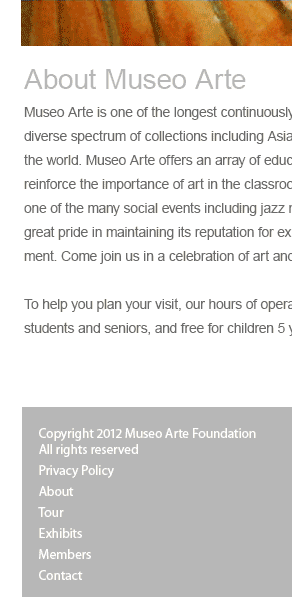 About Museo Arte
Museo Arte is one of the longest continuously
diverse spectrum of collections including Asia
the world. Museo Arte offers an array of educ
reinforce the importance of art in the classroo
one of the many social events including jazz
great pride in maintaining its reputation for ex
ment. Come join us in a celebration of art and
To help you plan your visit, our hours of opera
students and seniors, and free for children 5
Copyright 2012 Museo Arte Foundation
All rights reserved
Privacy Policy
About
Tour
Exhibits
Members
Contact